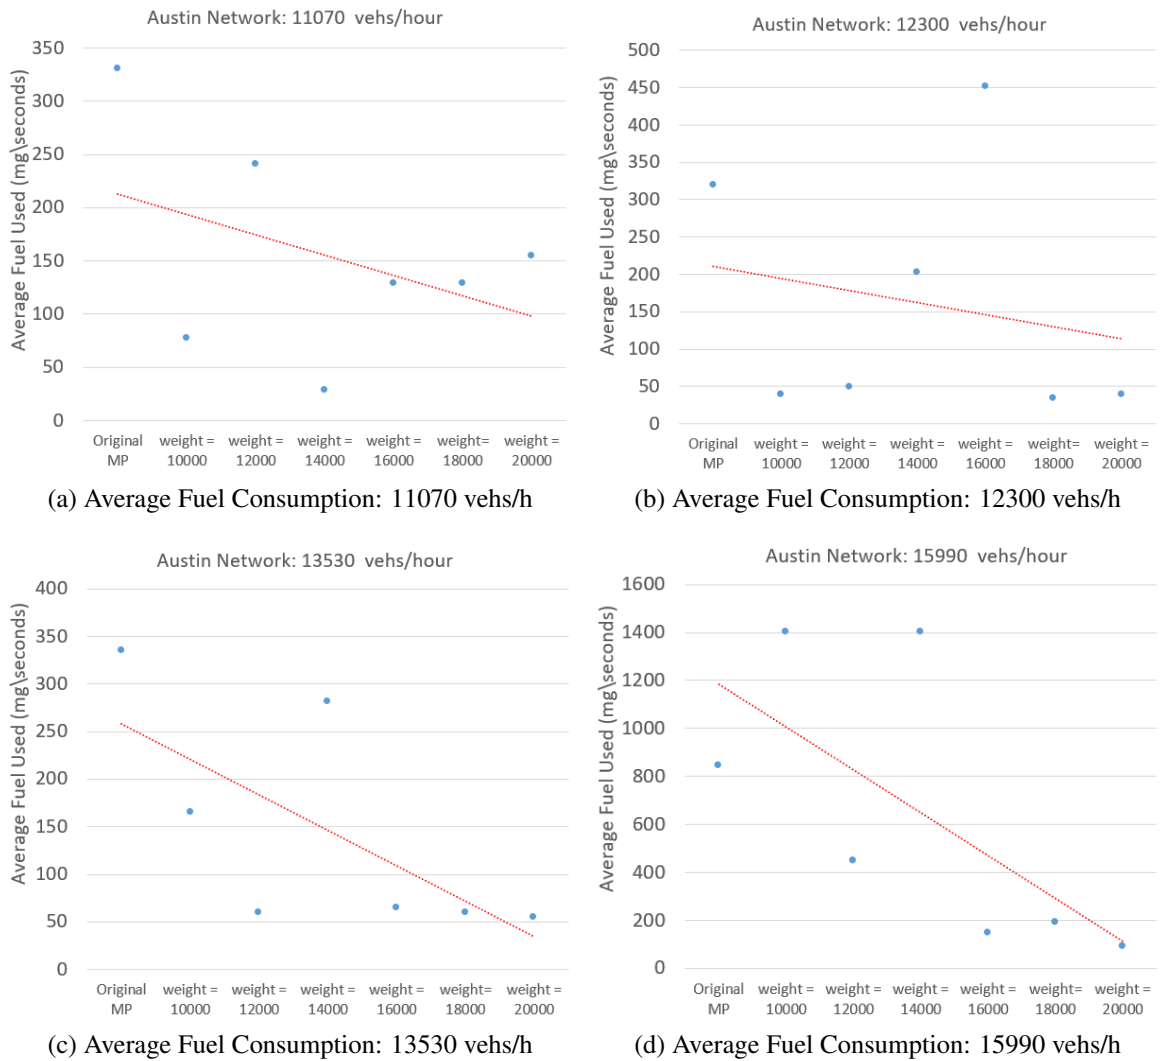 Austin Network: 11070 vehs/hour
Average Fuel Used (mg\seconds)
350
300
250
200
150
100
50
0
Original MP
weight = 10000
weight = 12000
weight = 14000
weight = 16000
weight= 18000
weight = 20000
(a) Average Fuel Consumption: 11070 vehs/h
Austin Network: 12300 vehs/hour
Average Fuel Used (mg\seconds)
500
450
400
350
300
250
200
150
100
50
0
Original MP
weight = 10000
weight = 12000
weight = 14000
weight = 16000
weight= 18000
weight = 20000
(b) Average Fuel Consumption: 12300 vehs/h
Austin Network: 13530 vehs/hour
Average Fuel Used (mg\seconds)
400
350
300
250
200
150
100
50
0
Original MP
weight = 10000
weight = 12000
weight = 14000
weight = 16000
weight= 18000
weight = 20000
(c) Average Fuel Consumption: 13530 vehs/h
Austin Network: 15990 vehs/hour
Average Fuel Used (mg\seconds)
1600
1400
1200
1000
800
600
400
200
0
Original MP
weight = 10000
weight = 12000
weight = 14000
weight = 16000
weight= 18000
weight = 20000
(d) Average Fuel Consumption: 15990 vehs/h